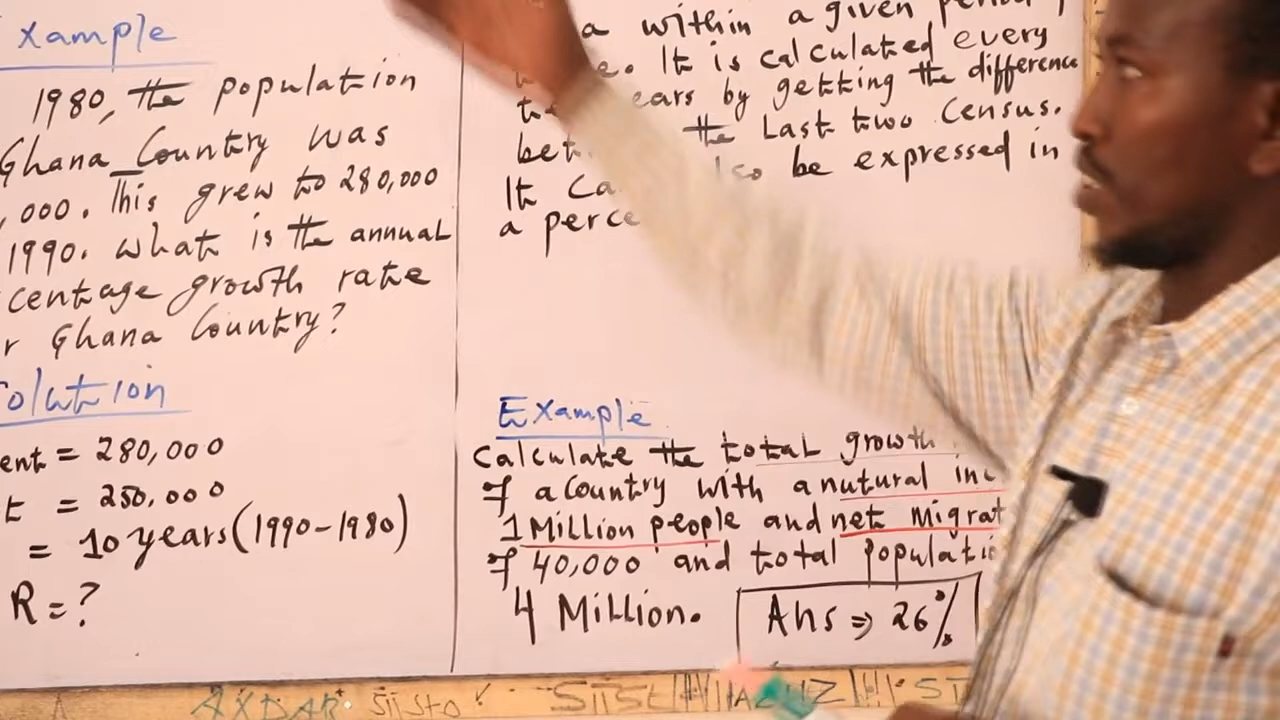 xample
1980, the population
Ghana Country was
,000. This grew to 280,000
1990. What is the annual
centage growth rate
r Ghana Country?
olution
ent = 280,000
t = 250,000
= 10 years (1990-1980)
R = ?
a within a given
It is calculated every
ears by getting the difference
the Last two Census.
be expressed in
a perce
Example
Calculate the total growth
of a Country with a nutural inc
1 Million people and net migrat
of 40,000 and total populati
4 Million.
Ans => 26%
AXDAR SIISTO